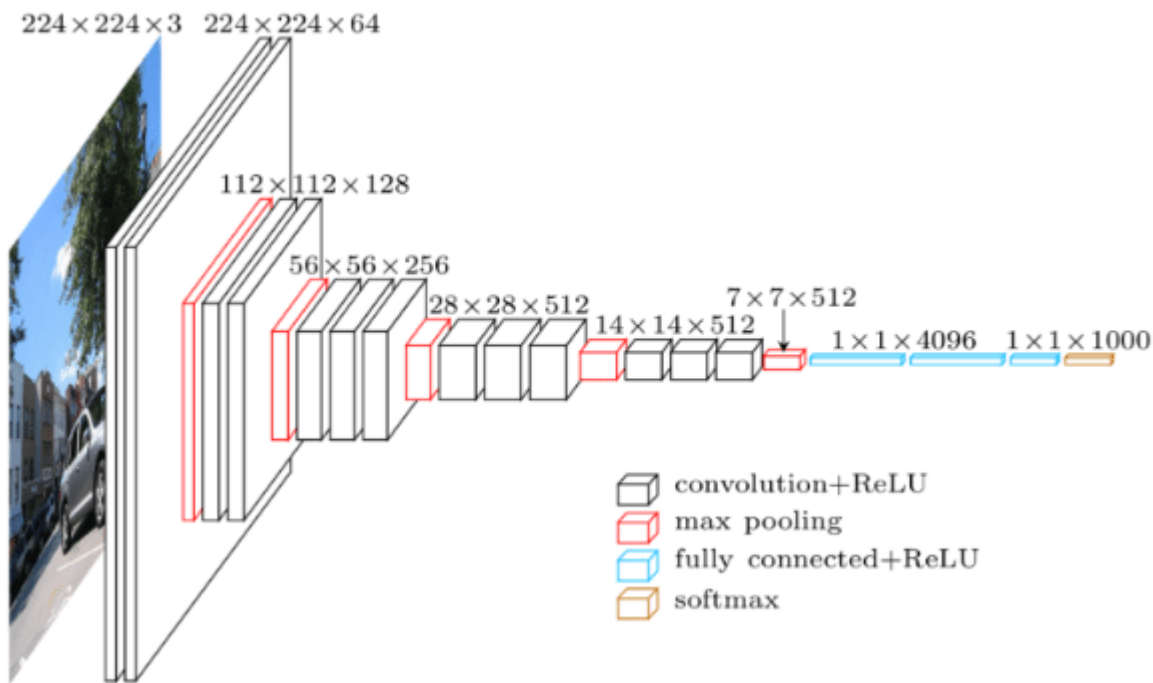 224×224×3
224×224×64
112×112×128
56×56×256
28×28×512
14×14×512
7×7×512
1×1×4096
1×1×1000
convolution+ReLU
max pooling
fully connected+ReLU
softmax